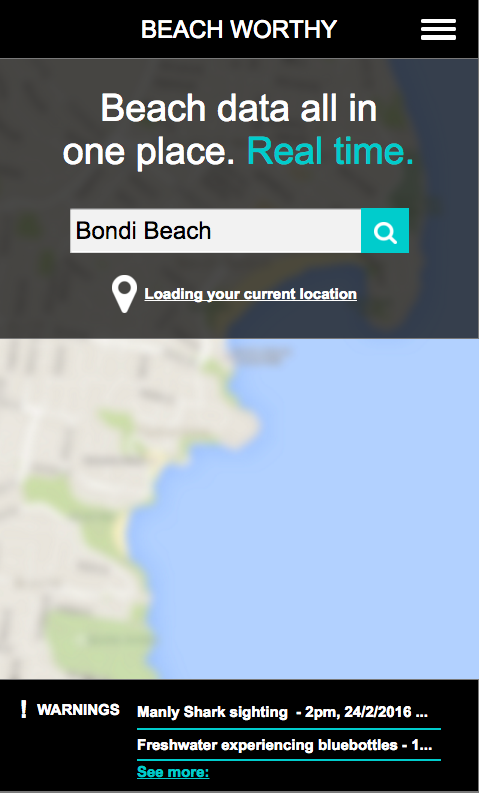 BEACH WORTHY
Beach data all in
one place. Real time.
Bondi Beach
Loading your current location
! WARNINGS
Manly Shark sighting - 2pm, 24/2/2016 ...
Freshwater experiencing bluebottles - 1...
See more: